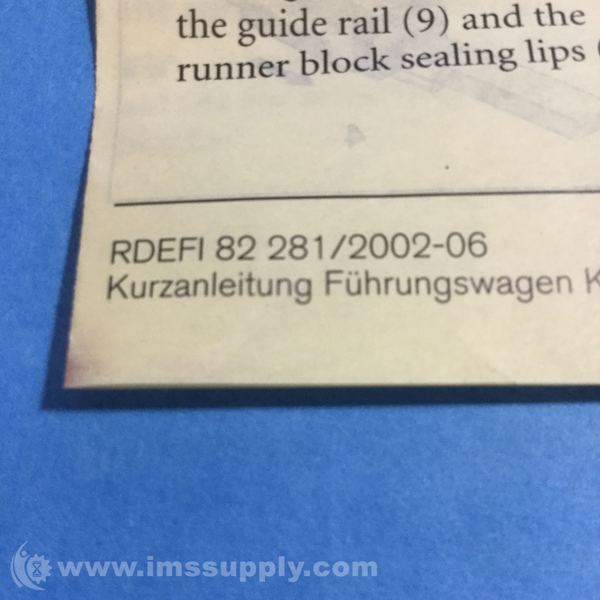 the guide rail (9) and the
runner block sealing lips (
RDEFI 82 281/2002-06
Kurzanleitung Führungswagen K
www.imssupply.com